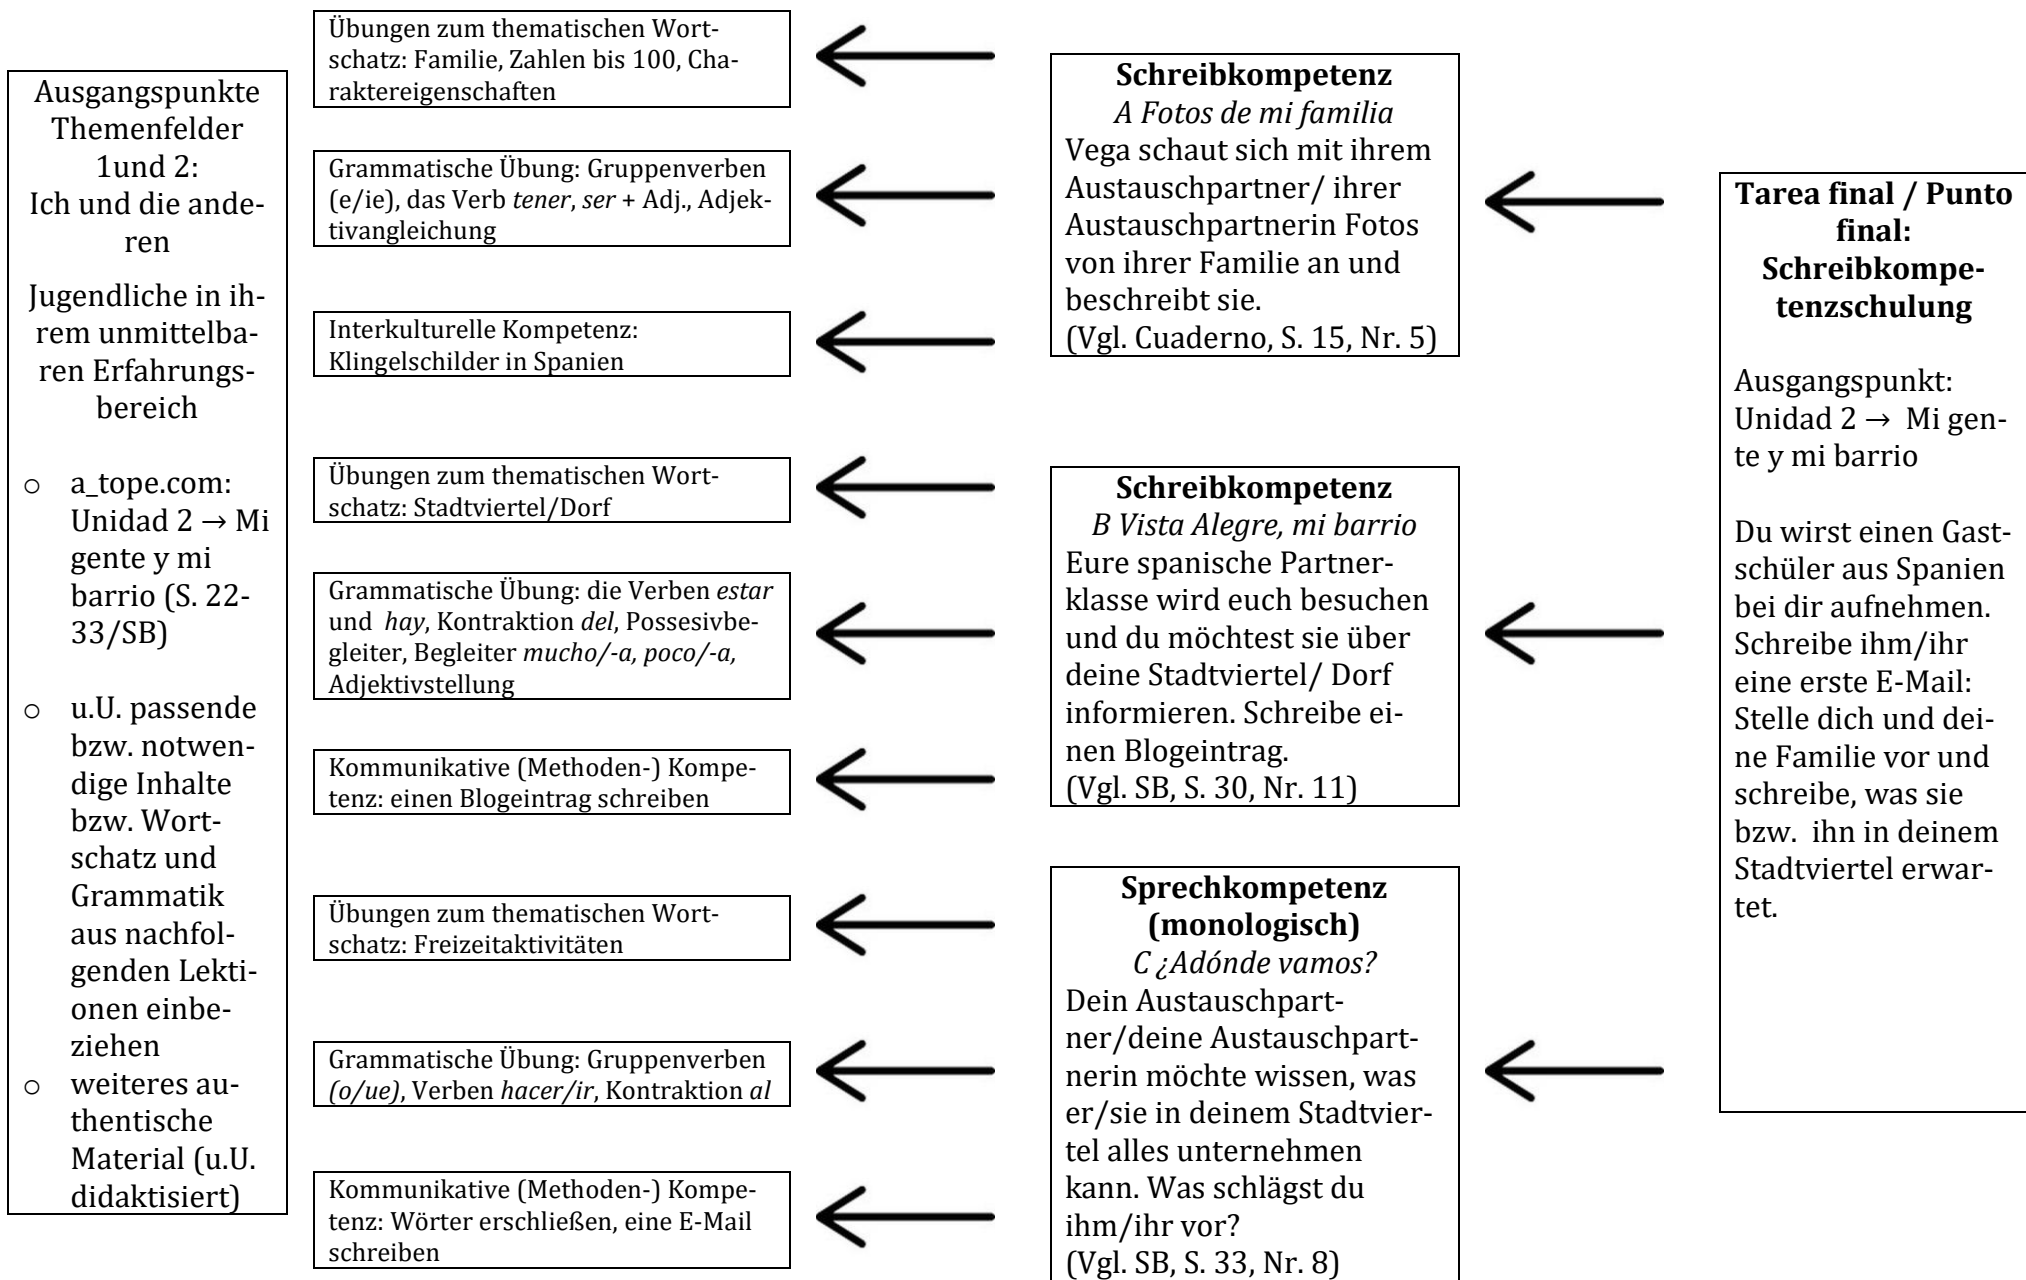 Ausgangspunkte
Themenfelder
1und 2:
Ich und die ande-
ren
Jugendliche in ih-
rem unmittelba-
ren Erfahrungs-
bereich
o a_tope.com:
Unidad 2 → Mi
gente y mi
barrio (S. 22-
33/SB)
o u.U. passende
bzw. notwen-
dige Inhalte
bzw. Wort-
schatz und
Grammatik
aus nachfol-
genden Lekti-
onen einbe-
ziehen
o weiteres au-
thentische
Material (u.U.
didaktisiert)
Übungen zum thematischen Wort-
schatz: Familie, Zahlen bis 100, Cha-
raktereigenschaften
Grammatische Übung: Gruppenverben
(e/ie), das Verb tener, ser + Adj., Adjek-
tivangleichung
Interkulturelle Kompetenz:
Klingelschilder in Spanien
Übungen zum thematischen Wort-
schatz: Stadtviertel/Dorf
Grammatische Übung: die Verben estar
und hay, Kontraktion del, Possesivbe-
gleiter, Begleiter mucho/-a, poco/-a,
Adjektivstellung
Kommunikative (Methoden-) Kompe-
tenz: einen Blogeintrag schreiben
Übungen zum thematischen Wort-
schatz: Freizeitaktivitäten
Grammatische Übung: Gruppenverben
(o/ue), Verben hacer/ir, Kontraktion al
Kommunikative (Methoden-) Kompe-
tenz: Wörter erschließen, eine E-Mail
schreiben
Schreibkompetenz
A Fotos de mi familia
Vega schaut sich mit ihrem
Austauschpartner/ ihrer
Austauschpartnerin Fotos
von ihrer Familie an und
beschreibt sie.
(Vgl. Cuaderno, S. 15, Nr. 5)
Schreibkompetenz
B Vista Alegre, mi barrio
Eure spanische Partner-
klasse wird euch besuchen
und du möchtest sie über
deine Stadtviertel/ Dorf
informieren. Schreibe ei-
nen Blogeintrag.
(Vgl. SB, S. 30, Nr. 11)
Sprechkompetenz
(monologisch)
C ¿Adónde vamos?
Dein Austauschpart-
ner/deine Austauschpart-
nerin möchte wissen, was
er/sie in deinem Stadtvier-
tel alles unternehmen
kann. Was schlägst du
ihm/ihr vor?
(Vgl. SB, S. 33, Nr. 8)
Tarea final / Punto
final:
Schreibkompe-
tenzschulung
Ausgangspunkt:
Unidad 2 → Mi gen-
te y mi barrio
Du wirst einen Gast-
schüler aus Spanien
bei dir aufnehmen.
Schreibe ihm/ihr
eine erste E-Mail:
Stelle dich und dei-
ne Familie vor und
schreibe, was sie
bzw. ihn in deinem
Stadtviertel erwar-
tet.